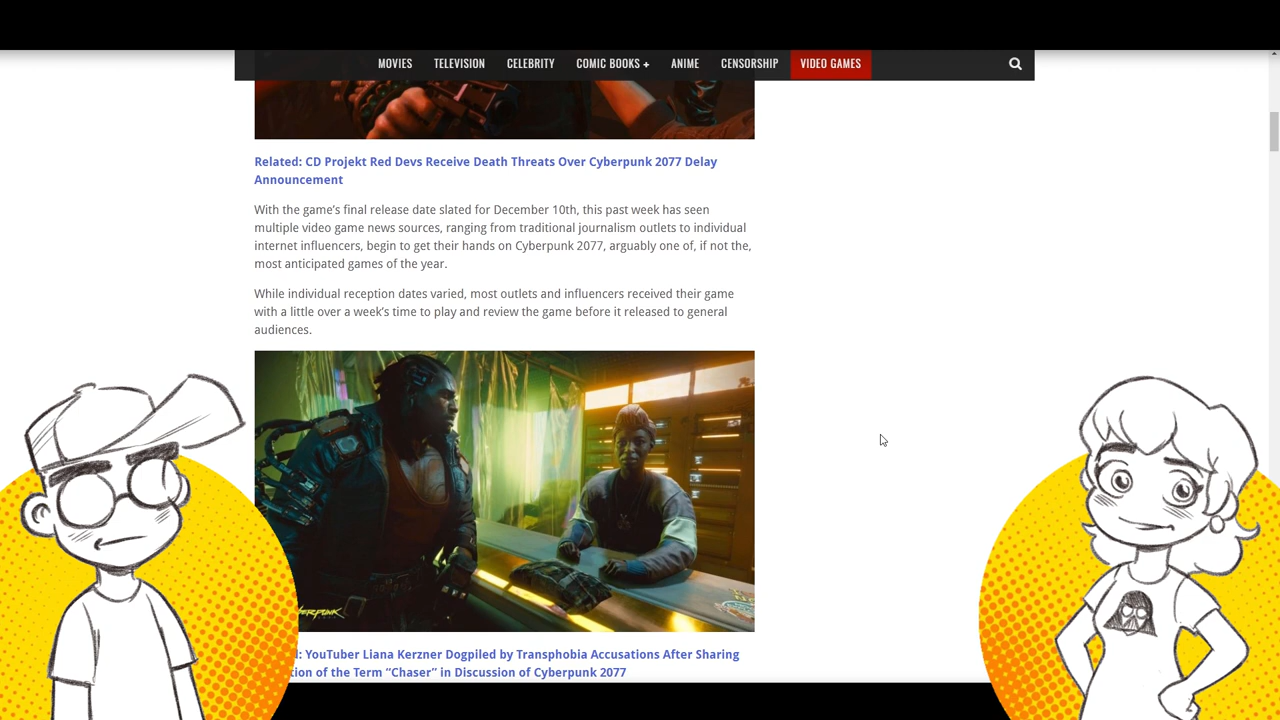 MOVIES TELEVISION CELEBRITY COMIC BOOKS + ANIME CENSORSHIP VIDEO GAMES
Related: CD Projekt Red Devs Receive Death Threats Over Cyberpunk 2077 Delay
Announcement
With the game’s final release date slated for December 10th, this past week has seen
multiple video game news sources, ranging from traditional journalism outlets to individual
internet influencers, begin to get their hands on Cyberpunk 2077, arguably one of, if not the,
most anticipated games of the year.
While individual reception dates varied, most outlets and influencers received their game
with a little over a week’s time to play and review the game before it released to general
audiences.
YouTuber Liana Kerzner Dogpiled by Transphobia Accusations After Sharing
of the Term “Chaser” in Discussion of Cyberpunk 2077